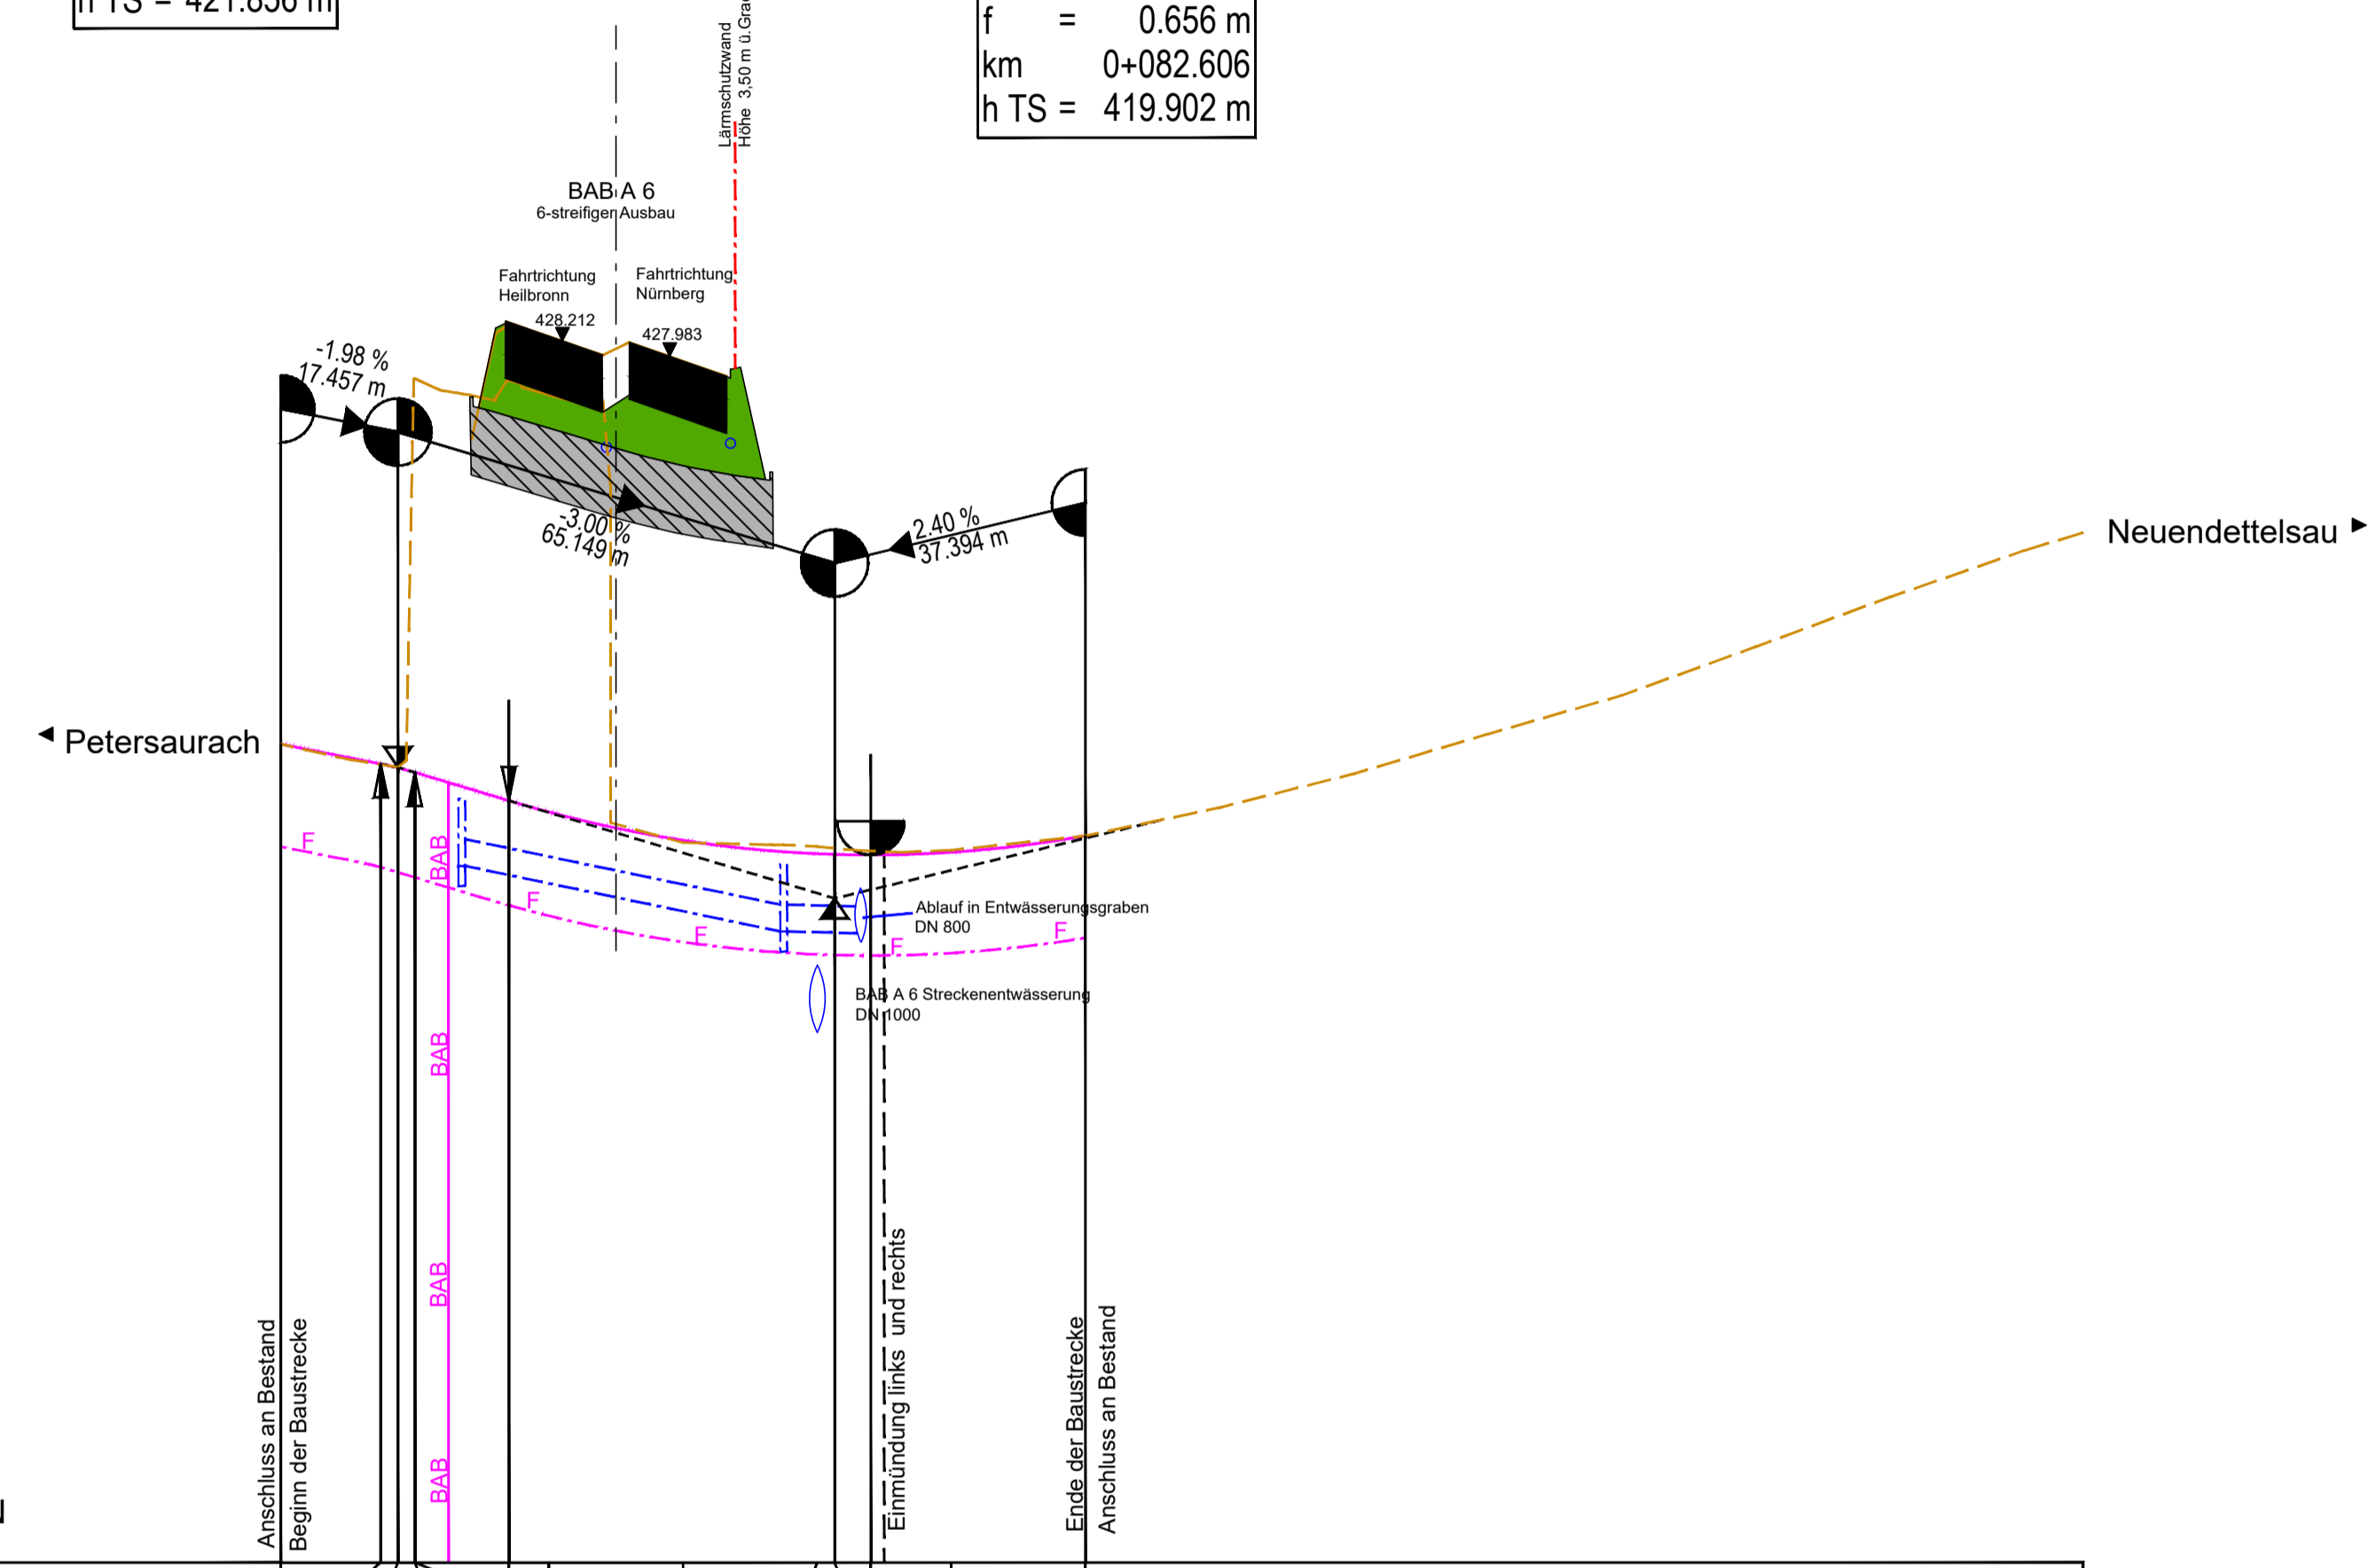 h TS = 421.856 m
f = 0.656 m
km 0+082.606
h TS = 419.902 m
Lärmschutzwand
Höhe 3,50 m ü.
BAB A 6
6-streifiger Ausbau
Fahrtrichtung
Heilbronn
428.212
Fahrtrichtung
Nürnberg
427.983
-1.98 %
17.457 m
-3.00 %
65.149 m
2.40 %
37.394 m
Neuendettelsau
Petersaurach
F
F
F
F
F
BAB
BAB
BAB
BAB
Ablauf in Entwässerungsgraben
DN 800
BAB A 6 Streckenentwässerung
DN 1000
Anschluss an Bestand
Beginn der Baustrecke
Einmündung links und rechts
Ende der Baustrecke
Anschluss an Bestand